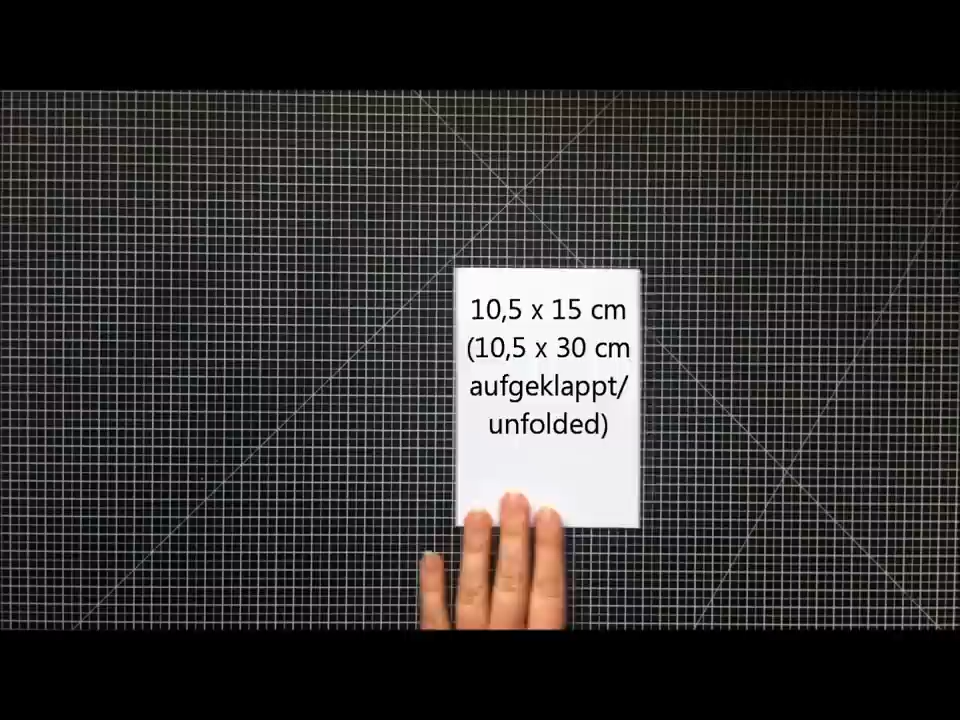 10,5 x 15 cm
(10,5 x 30 cm
aufgeklappt/
unfolded)